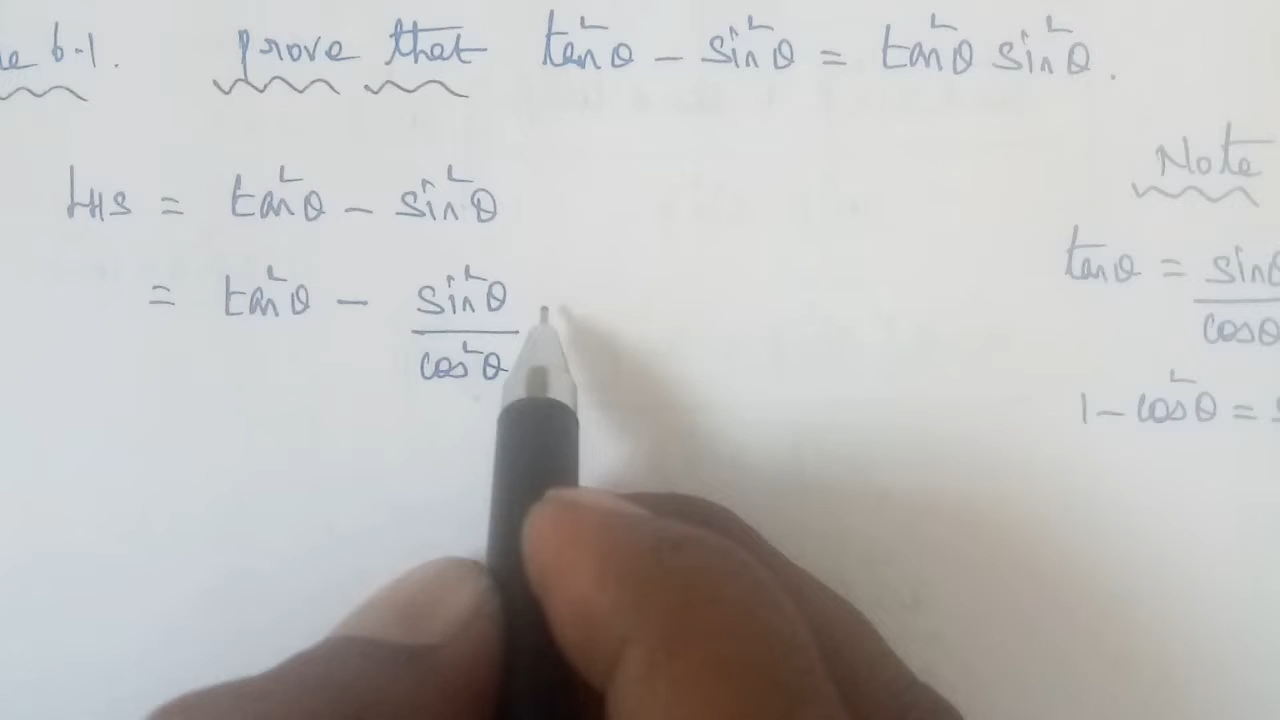 e 6.1. Prove that tan²θ - sin²θ = tan²θ sin²θ.
Note
LHS = tan²θ - sin²θ
tanθ = sinθ/cosθ
= tan²θ - sin²θ/cos²θ
1 - cos²θ =